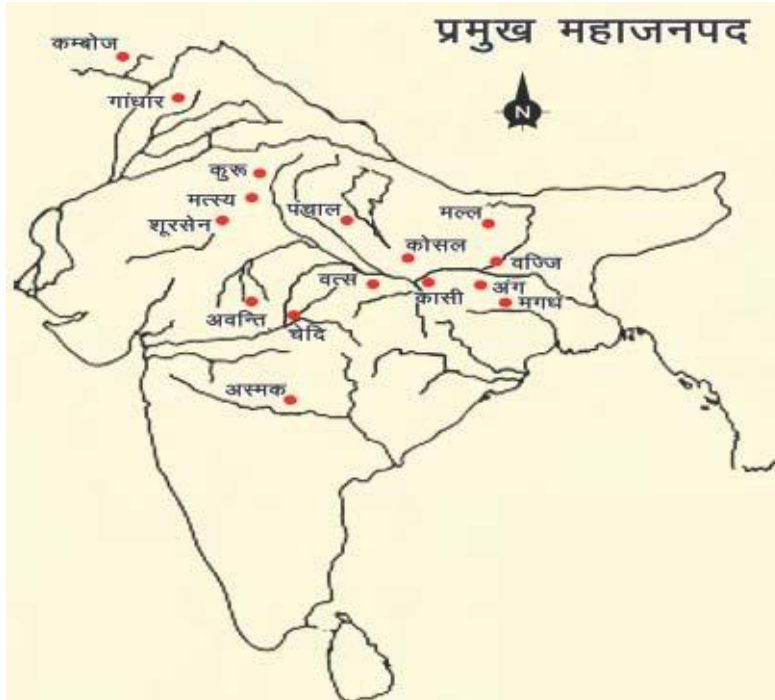 प्रमुख महाजनपद
कम्बोज
गांधार
N
कुरू
मत्स्य
शूरसेन
पंचाल
मल्ल
कोसल
वज्जि
वत्स
कासी
अंग
मगध
अवन्ति
चेदि
अस्मक